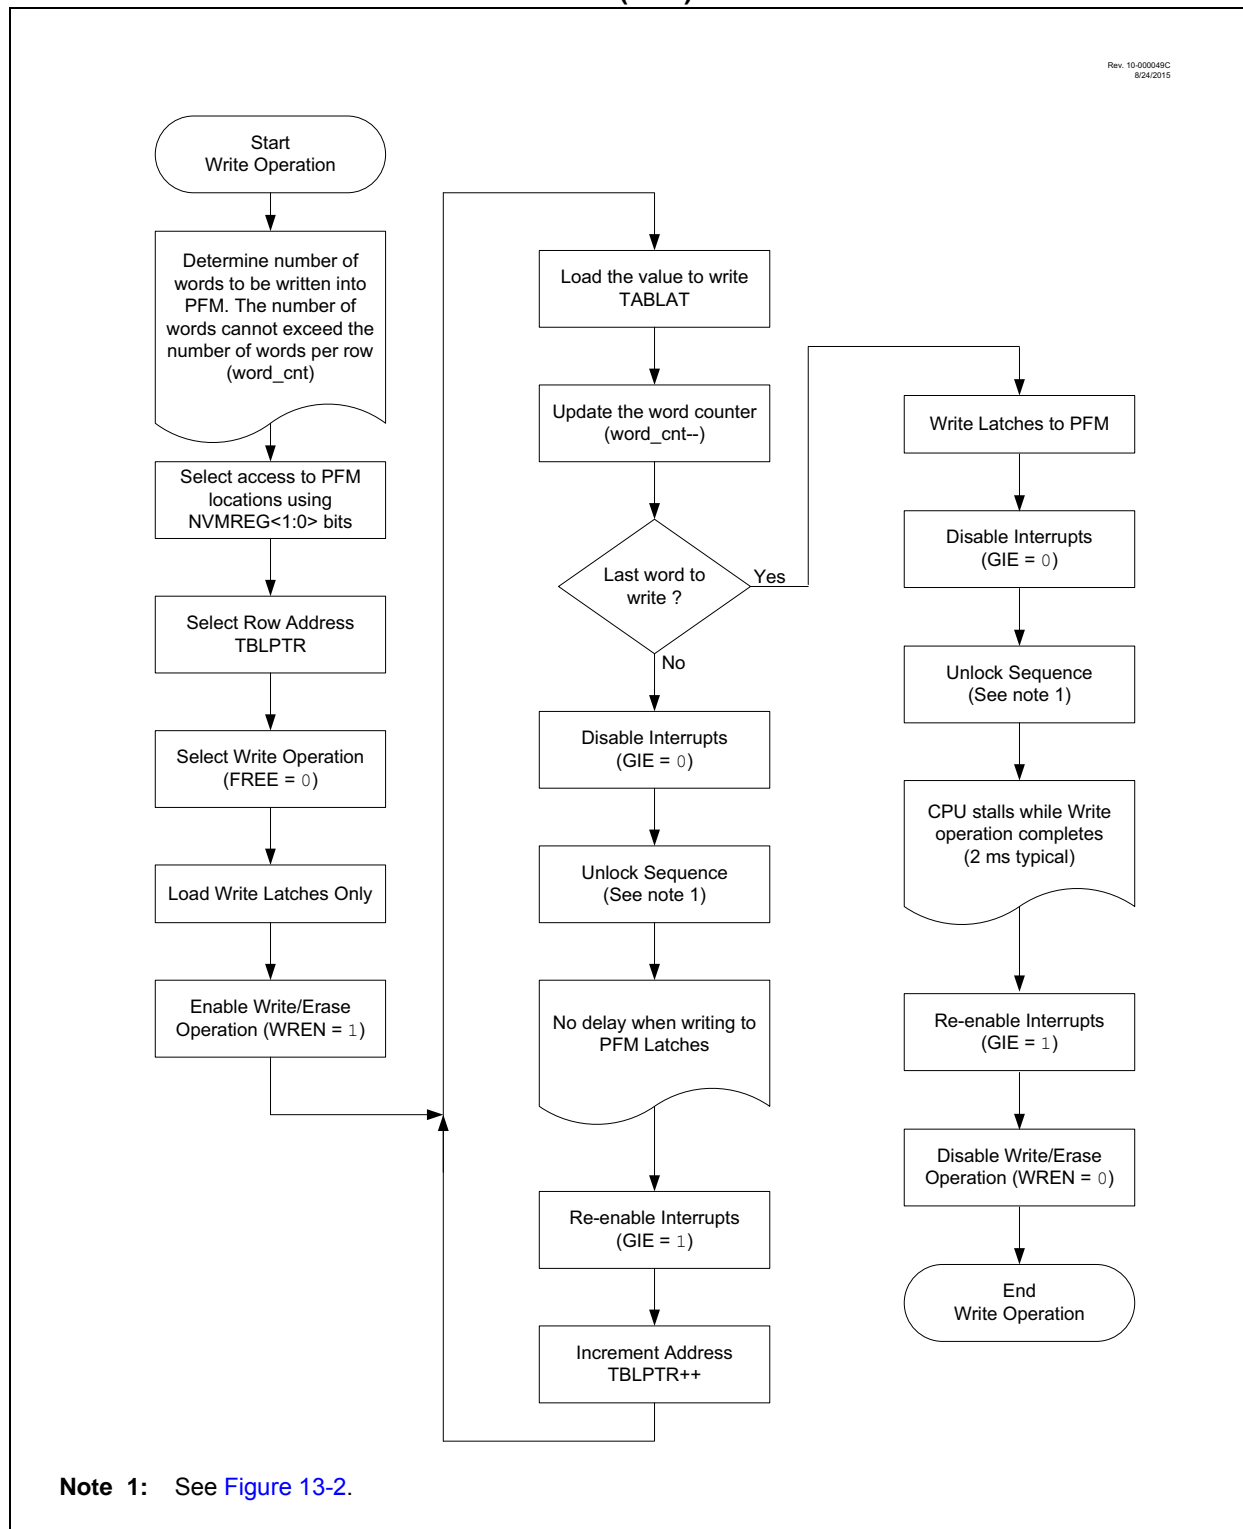 Rev. 10-000049C
8/24/2015
Start
Write Operation
Determine number of
words to be written into
PFM. The number of
words cannot exceed the
number of words per row
(word_cnt)
Select access to PFM
locations using
NVMREG<1:0> bits
Select Row Address
TBLPTR
Select Write Operation
(FREE = 0)
Load Write Latches Only
Enable Write/Erase
Operation (WREN = 1)
Load the value to write
TABLAT
Update the word counter
(word_cnt--)
Last word to
write ?
Yes
No
Disable Interrupts
(GIE = 0)
Unlock Sequence
(See note 1)
No delay when writing to
PFM Latches
Re-enable Interrupts
(GIE = 1)
Increment Address
TBLPTR++
Write Latches to PFM
Disable Interrupts
(GIE = 0)
Unlock Sequence
(See note 1)
CPU stalls while Write
operation completes
(2 ms typical)
Re-enable Interrupts
(GIE = 1)
Disable Write/Erase
Operation (WREN = 0)
End
Write Operation
Note 1: See Figure 13-2.